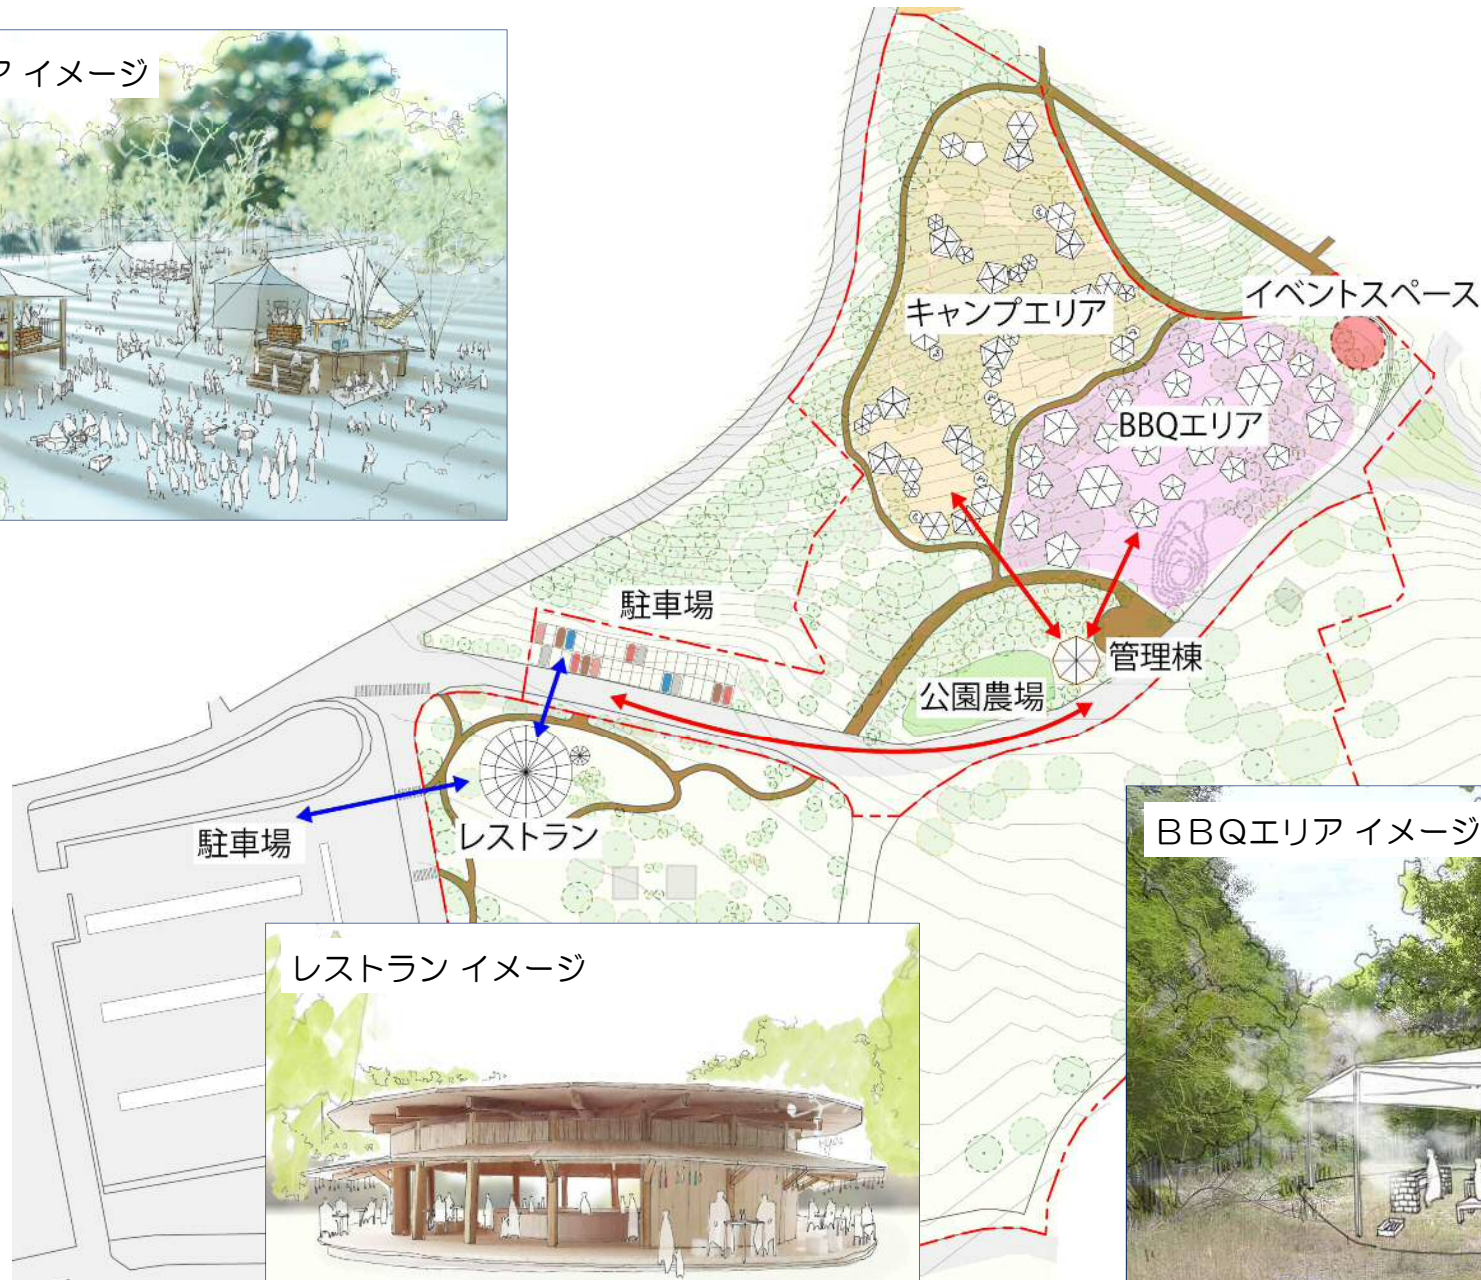 ア イメージ
イベントスペース
キャンプエリア
BBQエリア
駐車場
管理棟
公園農場
駐車場
レストラン
BBQエリア イメージ
レストラン イメージ